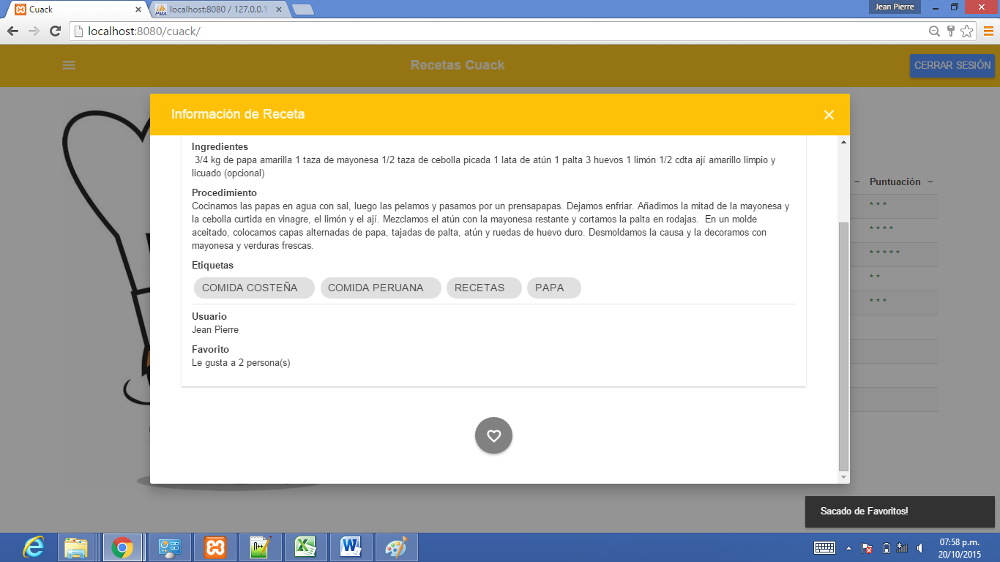 Cuack
localhost:8080 / 127.0.0.1
Jean Pierre
localhost:8080/cuack/
Recetas Cuack
CERRAR SESIÓN
Información de Receta
Ingredientes
3/4 kg de papa amarilla 1 taza de mayonesa 1/2 taza de cebolla picada 1 lata de atún 1 palta 3 huevos 1 limón 1/2 cdta ají amarillo limpio y
licuado (opcional)
Procedimiento
Cocinamos las papas en agua con sal, luego las pelamos y pasamos por un prensapapas. Dejamos enfriar. Añadimos la mitad de la mayonesa y
la cebolla curtida en vinagre, el limón y el ají. Mezclamos el atún con la mayonesa restante y cortamos la palta en rodajas. En un molde
aceitado, colocamos capas alternadas de papa, tajadas de palta, atún y ruedas de huevo duro. Desmoldamos la causa y la decoramos con
mayonesa y verduras frescas.
Etiquetas
COMIDA COSTEÑA COMIDA PERUANA RECETAS PAPA
Usuario
Jean Pierre
Favorito
Le gusta a 2 persona(s)
Puntuación
* * *
* * * *
* * * * *
* *
* * *
Sacado de Favoritos!
07:58 p.m.
20/10/2015